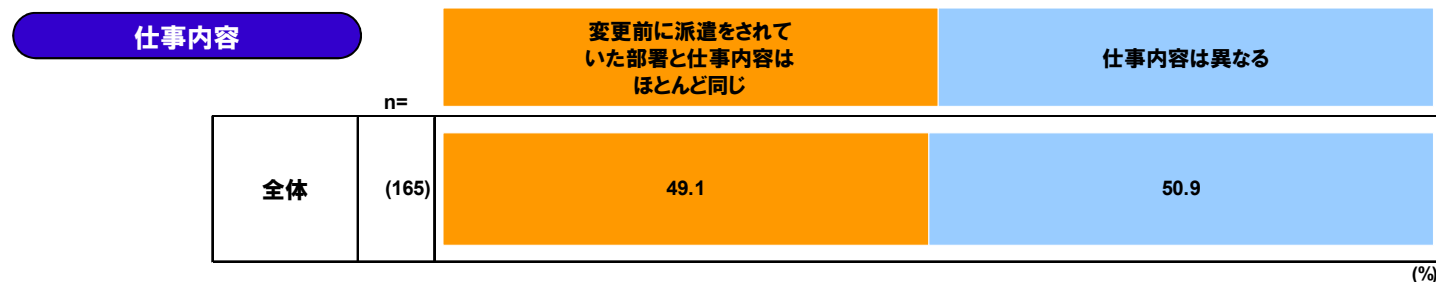 仕事内容
変更前に派遣をされて
いた部署と仕事内容は
ほとんど同じ
仕事内容は異なる
n=
全体
(165)
49.1
50.9
(%)